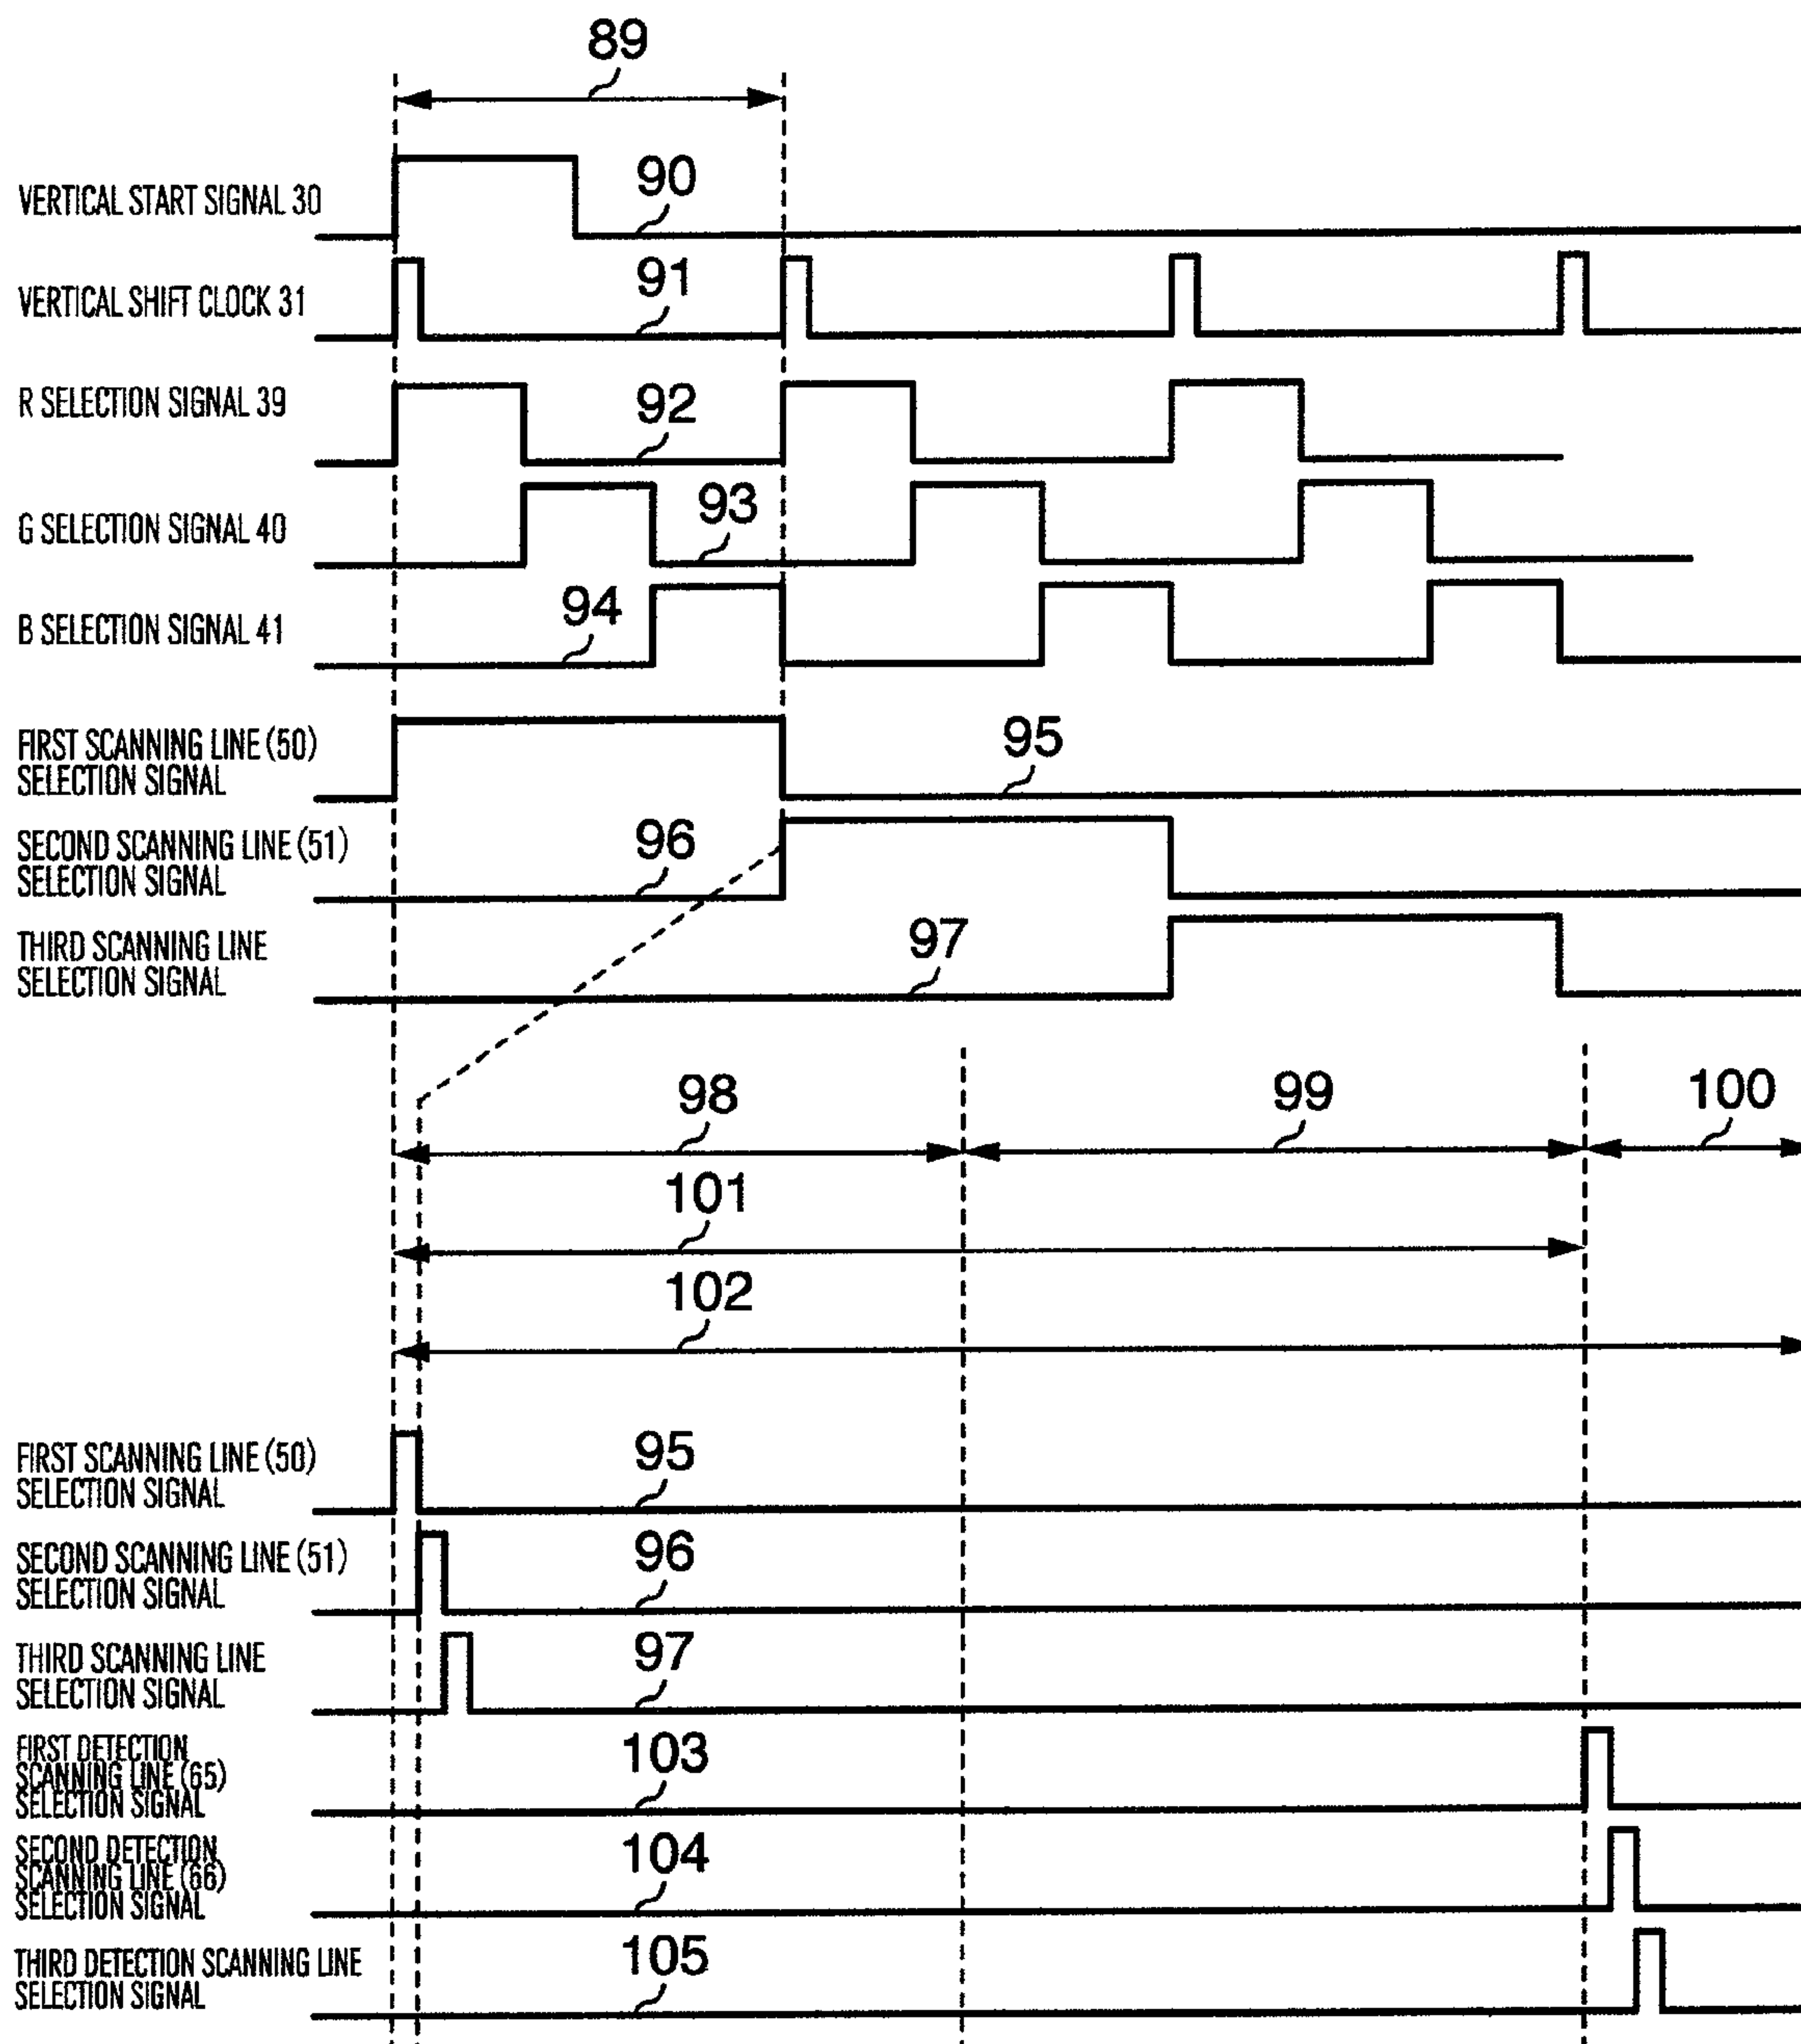 89
VERTICAL START SIGNAL 30
90
VERTICAL SHIFT CLOCK 31
91
R SELECTION SIGNAL 39
92
G SELECTION SIGNAL 40
93
B SELECTION SIGNAL 41
94
FIRST SCANNING LINE (50)
SELECTION SIGNAL
95
SECOND SCANNING LINE (51)
SELECTION SIGNAL
96
THIRD SCANNING LINE
SELECTION SIGNAL
97
98
99
100
101
102
FIRST SCANNING LINE (50)
SELECTION SIGNAL
95
SECOND SCANNING LINE (51)
SELECTION SIGNAL
96
THIRD SCANNING LINE
SELECTION SIGNAL
97
FIRST DETECTION
SCANNING LINE (65)
SELECTION SIGNAL
103
SECOND DETECTION
SCANNING LINE (66)
SELECTION SIGNAL
104
THIRD DETECTION SCANNING LINE
SELECTION SIGNAL
105